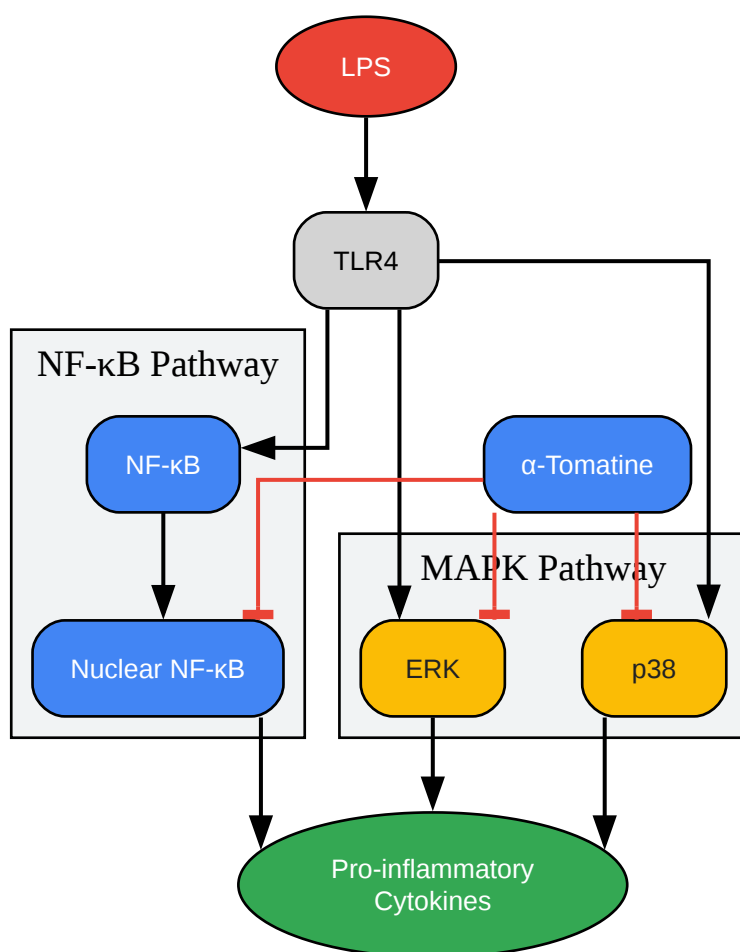 LPS
TLR4
NF-κB Pathway
NF-κB
α-Tomatine
MAPK Pathway
Nuclear NF-κB
ERK
p38
Pro-inflammatory
Cytokines